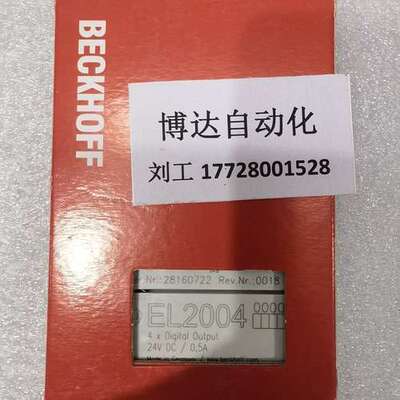 BECKHOFF
博达自动化
刘工 17728001528
Nr.:28160722 Rev.Nr.:0018
EL2004
4 x Digital Output
24V DC / 0,5A